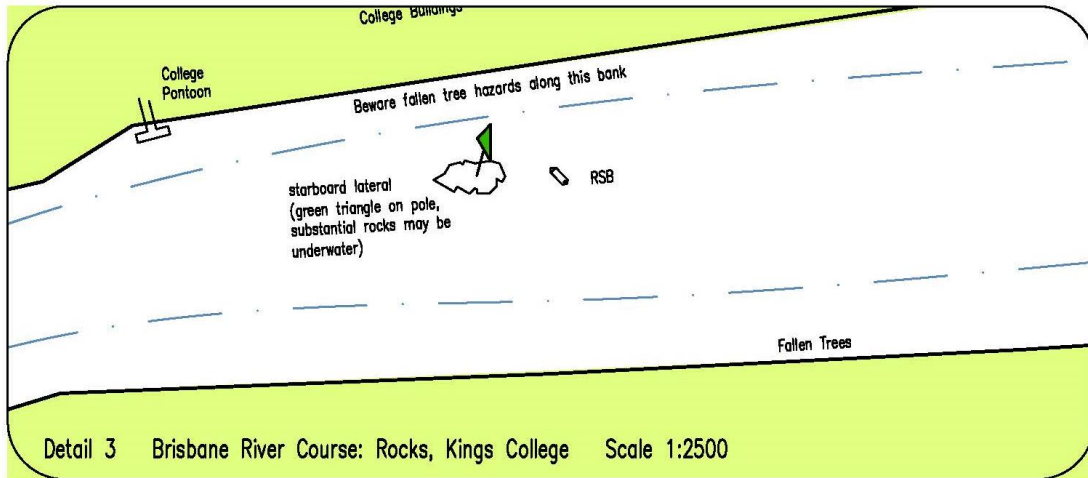 College Buildings
College
Pontoon
Beware fallen tree hazards along this bank
starboard lateral
(green triangle on pole,
substantial rocks may be
underwater)
RSB
Fallen Trees
Detail 3 Brisbane River Course: Rocks, Kings College Scale 1:2500